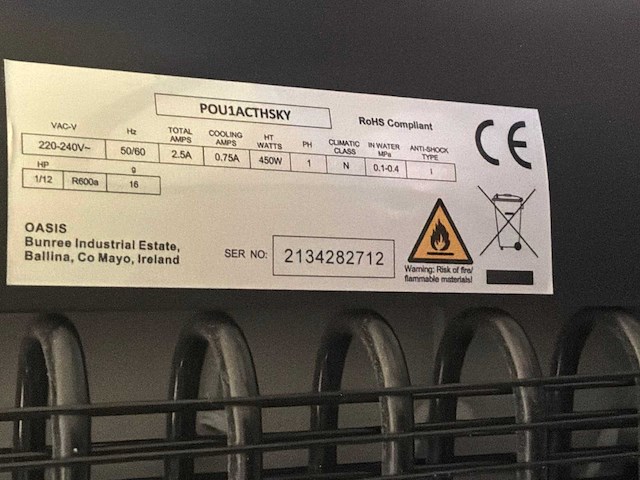 POU1ACTHSKY
RoHS Compliant
CE
VAC-V Hz TOTAL AMPS COOLING AMPS HT WATTS PH CLIMATIC CLASS IN WATER MPa ANTI-SHOCK TYPE
220-240V~ 50/60 2.5A 0.75A 450W 1 N 0.1-0.4 I
HP g
1/12 R600a 16
OASIS
Bunree Industrial Estate,
Ballina, Co Mayo, Ireland
SER NO: 2134282712
Warning: Risk of fire/
flammable materials!